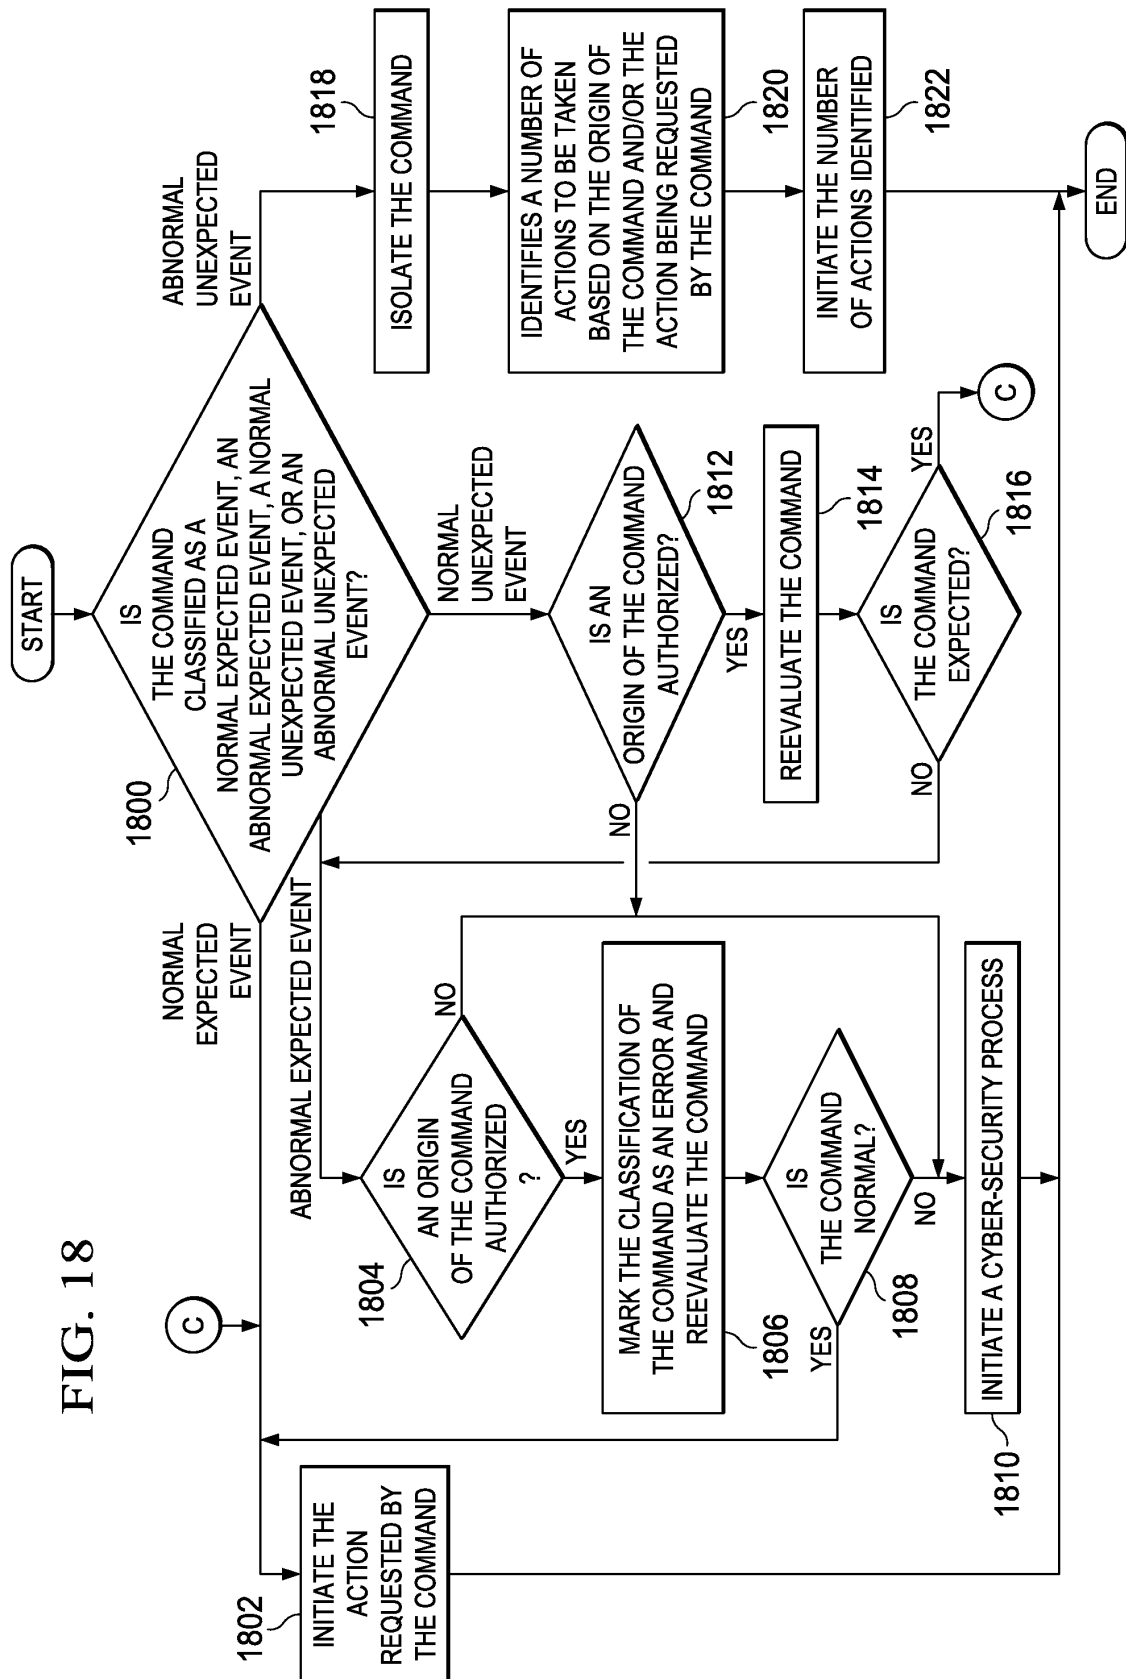 FIG. 18
START
IS
THE COMMAND
CLASSIFIED AS A
NORMAL EXPECTED EVENT, AN
ABNORMAL EXPECTED EVENT, A NORMAL
UNEXPECTED EVENT, OR AN
ABNORMAL UNEXPECTED
EVENT?
1800
NORMAL
EXPECTED
EVENT
ABNORMAL
UNEXPECTED
EVENT
ABNORMAL EXPECTED EVENT
NORMAL
UNEXPECTED
EVENT
C
1802
INITIATE THE
ACTION
REQUESTED BY
THE COMMAND
1804
IS
AN ORIGIN
OF THE COMMAND
AUTHORIZED
?
NO
YES
MARK THE CLASSIFICATION OF
THE COMMAND AS AN ERROR AND
REEVALUATE THE COMMAND
1806
IS
THE COMMAND
NORMAL?
1808
YES
NO
INITIATE A CYBER-SECURITY PROCESS
1810
IS AN
ORIGIN OF THE COMMAND
AUTHORIZED?
1812
NO
YES
REEVALUATE THE COMMAND
1814
IS
THE COMMAND
EXPECTED?
1816
NO
YES
C
1818
ISOLATE THE COMMAND
IDENTIFIES A NUMBER OF
ACTIONS TO BE TAKEN
BASED ON THE ORIGIN OF
THE COMMAND AND/OR THE
ACTION BEING REQUESTED
BY THE COMMAND
1820
INITIATE THE NUMBER
OF ACTIONS IDENTIFIED
1822
END